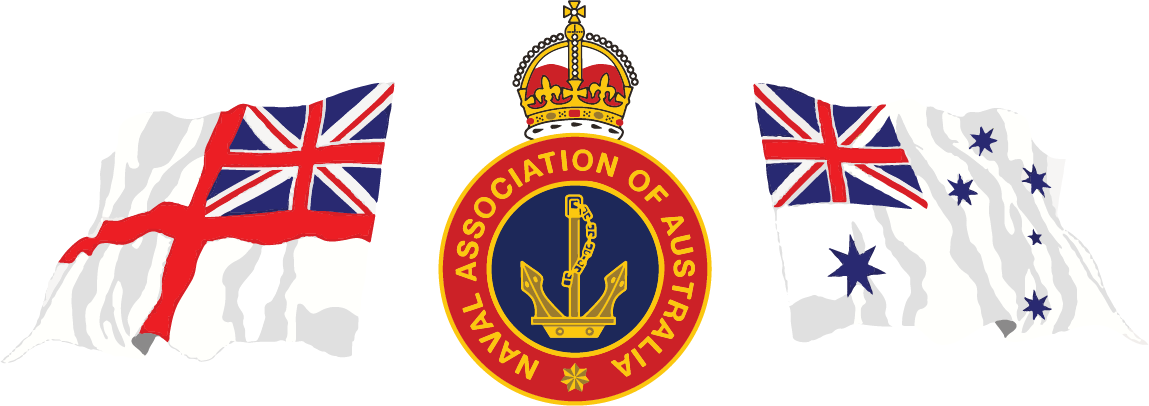 NAVAL ASSOCIATION OF AUSTRALIA